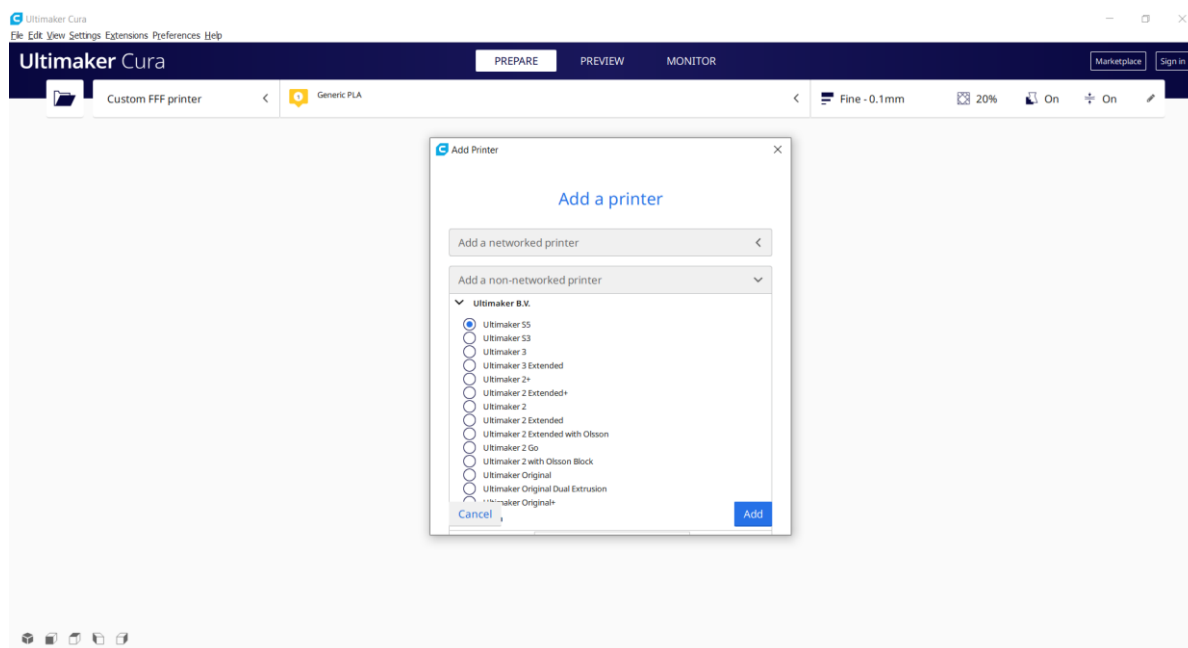 Ultimaker Cura
File Edit View Settings Extensions Preferences Help
Ultimaker Cura
PREPARE PREVIEW MONITOR
Marketplace Sign in
Custom FFF printer
1 Generic PLA
Fine - 0.1mm 20% On On
Add Printer
Add a printer
Add a networked printer
Add a non-networked printer
Ultimaker B.V.
Ultimaker S5
Ultimaker S3
Ultimaker 3
Ultimaker 3 Extended
Ultimaker 2+
Ultimaker 2 Extended+
Ultimaker 2
Ultimaker 2 Extended
Ultimaker 2 Extended with Olsson
Ultimaker 2 Go
Ultimaker 2 with Olsson Block
Ultimaker Original
Ultimaker Original Dual Extrusion
Ultimaker Original+
Cancel Add